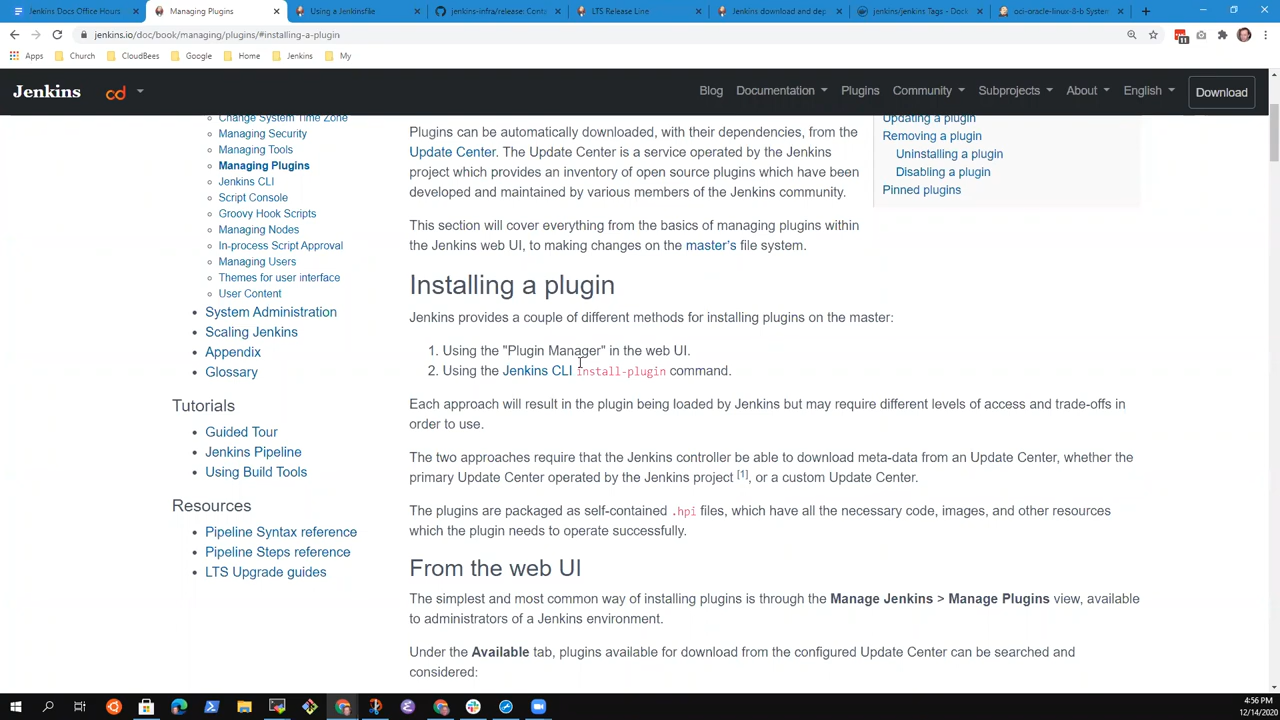 Jenkins Docs Office Hours
Managing Plugins
Using a Jenkinsfile
jenkins-infra/release: Conta
LTS Release Line
Jenkins download and dep
jenkins/jenkins Tags - Dock
oci-oracle-linux-8-b System
jenkins.io/doc/book/managing/plugins/#installing-a-plugin
11
Apps
Church
CloudBees
Google
Home
Jenkins
My
Jenkins
cd
Blog
Documentation
Plugins
Community
Subprojects
About
English
Download
Change System Time Zone
Managing Security
Managing Tools
Managing Plugins
Jenkins CLI
Script Console
Groovy Hook Scripts
Managing Nodes
In-process Script Approval
Managing Users
Themes for user interface
User Content
System Administration
Scaling Jenkins
Appendix
Glossary
Tutorials
Guided Tour
Jenkins Pipeline
Using Build Tools
Resources
Pipeline Syntax reference
Pipeline Steps reference
LTS Upgrade guides
Plugins can be automatically downloaded, with their dependencies, from the
Update Center. The Update Center is a service operated by the Jenkins
project which provides an inventory of open source plugins which have been
developed and maintained by various members of the Jenkins community.
This section will cover everything from the basics of managing plugins within
the Jenkins web UI, to making changes on the master's file system.
Installing a plugin
Jenkins provides a couple of different methods for installing plugins on the master:
1. Using the "Plugin Manager" in the web UI.
2. Using the Jenkins CLI install-plugin command.
Each approach will result in the plugin being loaded by Jenkins but may require different levels of access and trade-offs in
order to use.
The two approaches require that the Jenkins controller be able to download meta-data from an Update Center, whether the
primary Update Center operated by the Jenkins project [1], or a custom Update Center.
The plugins are packaged as self-contained .hpi files, which have all the necessary code, images, and other resources
which the plugin needs to operate successfully.
From the web UI
The simplest and most common way of installing plugins is through the Manage Jenkins > Manage Plugins view, available
to administrators of a Jenkins environment.
Under the Available tab, plugins available for download from the configured Update Center can be searched and
considered:
Updating a plugin
Removing a plugin
Uninstalling a plugin
Disabling a plugin
Pinned plugins
4:56 PM
12/14/2020